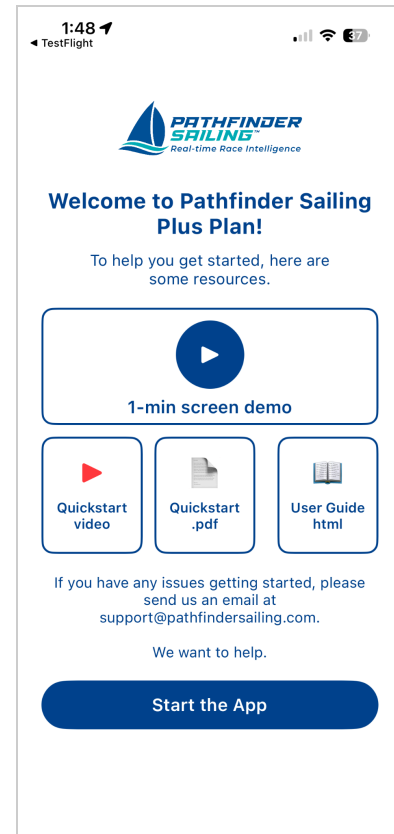 1:48
37
◀ TestFlight
PATHFINDER
SAILING™
Real-time Race Intelligence
Welcome to Pathfinder Sailing
Plus Plan!
To help you get started, here are
some resources.
1-min screen demo
Quickstart
video
Quickstart
.pdf
User Guide
html
If you have any issues getting started, please
send us an email at
support@pathfindersailing.com.
We want to help.
Start the App